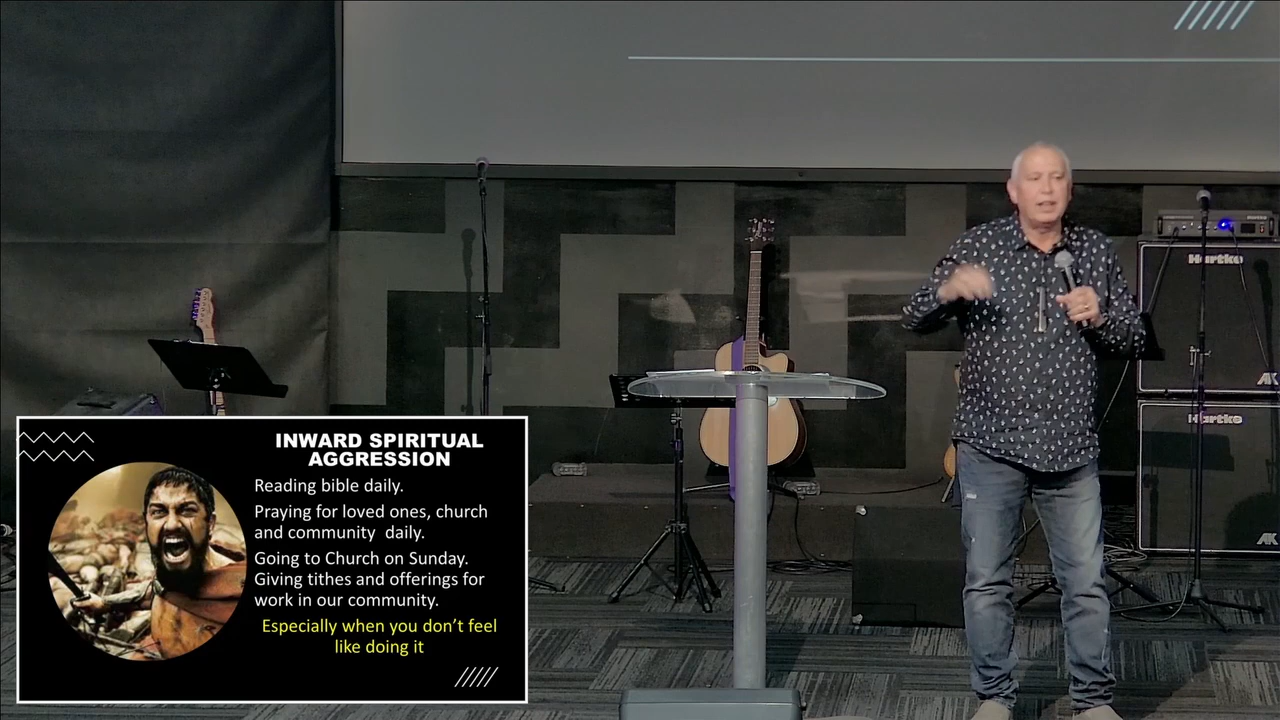 Hartke
Hartke
INWARD SPIRITUAL
AGGRESSION
Reading bible daily.
Praying for loved ones, church
and community  daily.
Going to Church on Sunday.
Giving tithes and offerings for
work in our community.
Especially when you don’t feel
like doing it